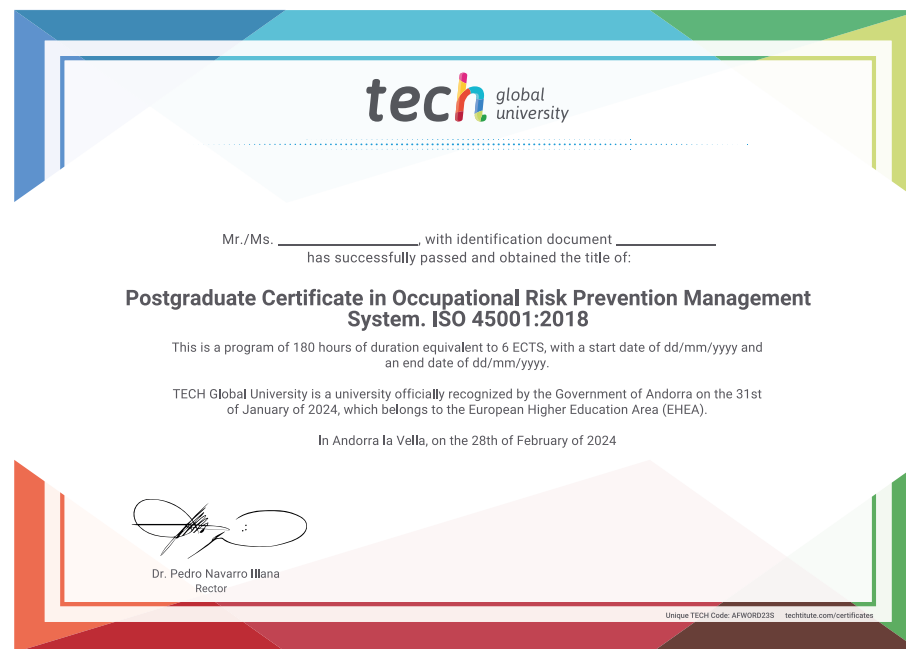 tech global university
Mr./Ms. ____________, with identification document ____________
has successfully passed and obtained the title of:
Postgraduate Certificate in Occupational Risk Prevention Management
System. ISO 45001:2018
This is a program of 180 hours of duration equivalent to 6 ECTS, with a start date of dd/mm/yyyy and
an end date of dd/mm/yyyy.
TECH Global University is a university officially recognized by the Government of Andorra on the 31st
of January of 2024, which belongs to the European Higher Education Area (EHEA).
In Andorra la Vella, on the 28th of February of 2024
Dr. Pedro Navarro Illana
Rector
Unique TECH Code: AFWORD23S techtitute.com/certificates